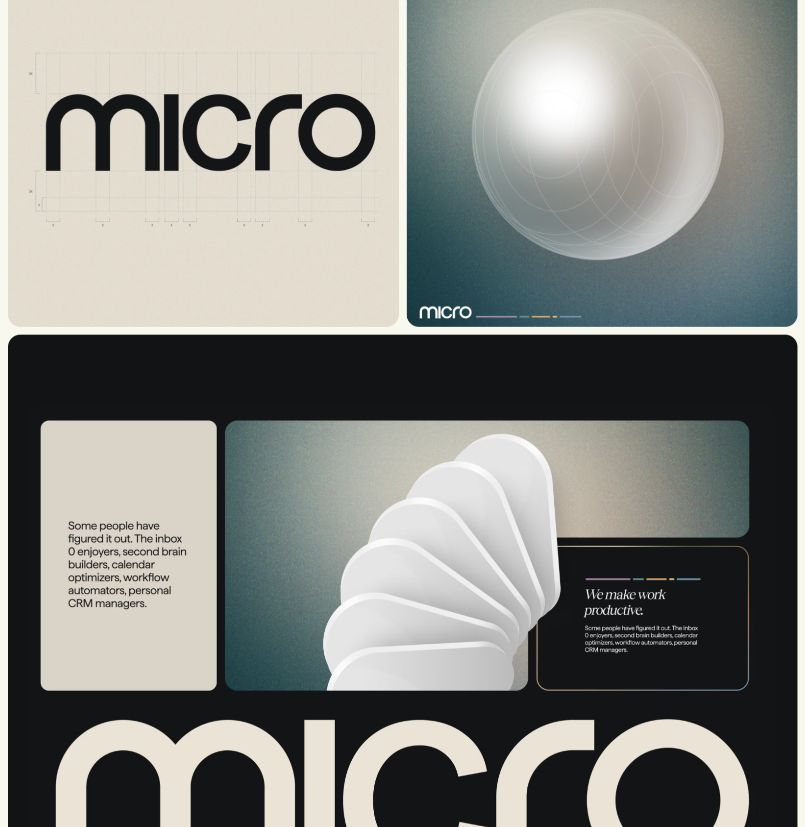 micro
micro
Some people have
figured it out. The inbox
0 enjoyers, second brain
builders, calendar
optimizers, workflow
automators, personal
CRM managers.
We make work
productive.
Some people have figured it out. The inbox
0 enjoyers, second brain builders, calendar
optimizers, workflow automators, personal
CRM managers.
micro